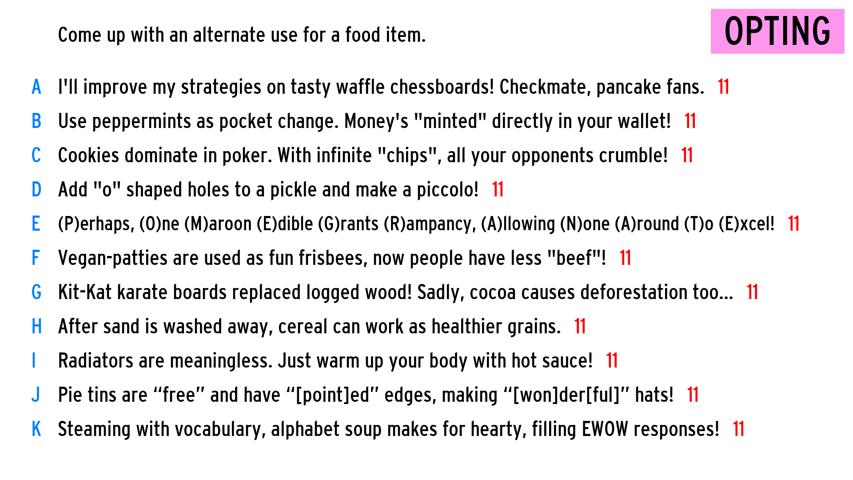 Come up with an alternate use for a food item.
OPTING
A I'll improve my strategies on tasty waffle chessboards! Checkmate, pancake fans. 11
B Use peppermints as pocket change. Money's "minted" directly in your wallet! 11
C Cookies dominate in poker. With infinite "chips", all your opponents crumble! 11
D Add "o" shaped holes to a pickle and make a piccolo! 11
E (P)erhaps, (O)ne (M)aroon (E)dible (G)rants (R)ampancy, (A)llowing (N)one (A)round (T)o (E)xcel! 11
F Vegan-patties are used as fun frisbees, now people have less "beef"! 11
G Kit-Kat karate boards replaced logged wood! Sadly, cocoa causes deforestation too... 11
H After sand is washed away, cereal can work as healthier grains. 11
I Radiators are meaningless. Just warm up your body with hot sauce! 11
J Pie tins are “free” and have “[point]ed” edges, making “[won]der[ful]” hats! 11
K Steaming with vocabulary, alphabet soup makes for hearty, filling EWOW responses! 11